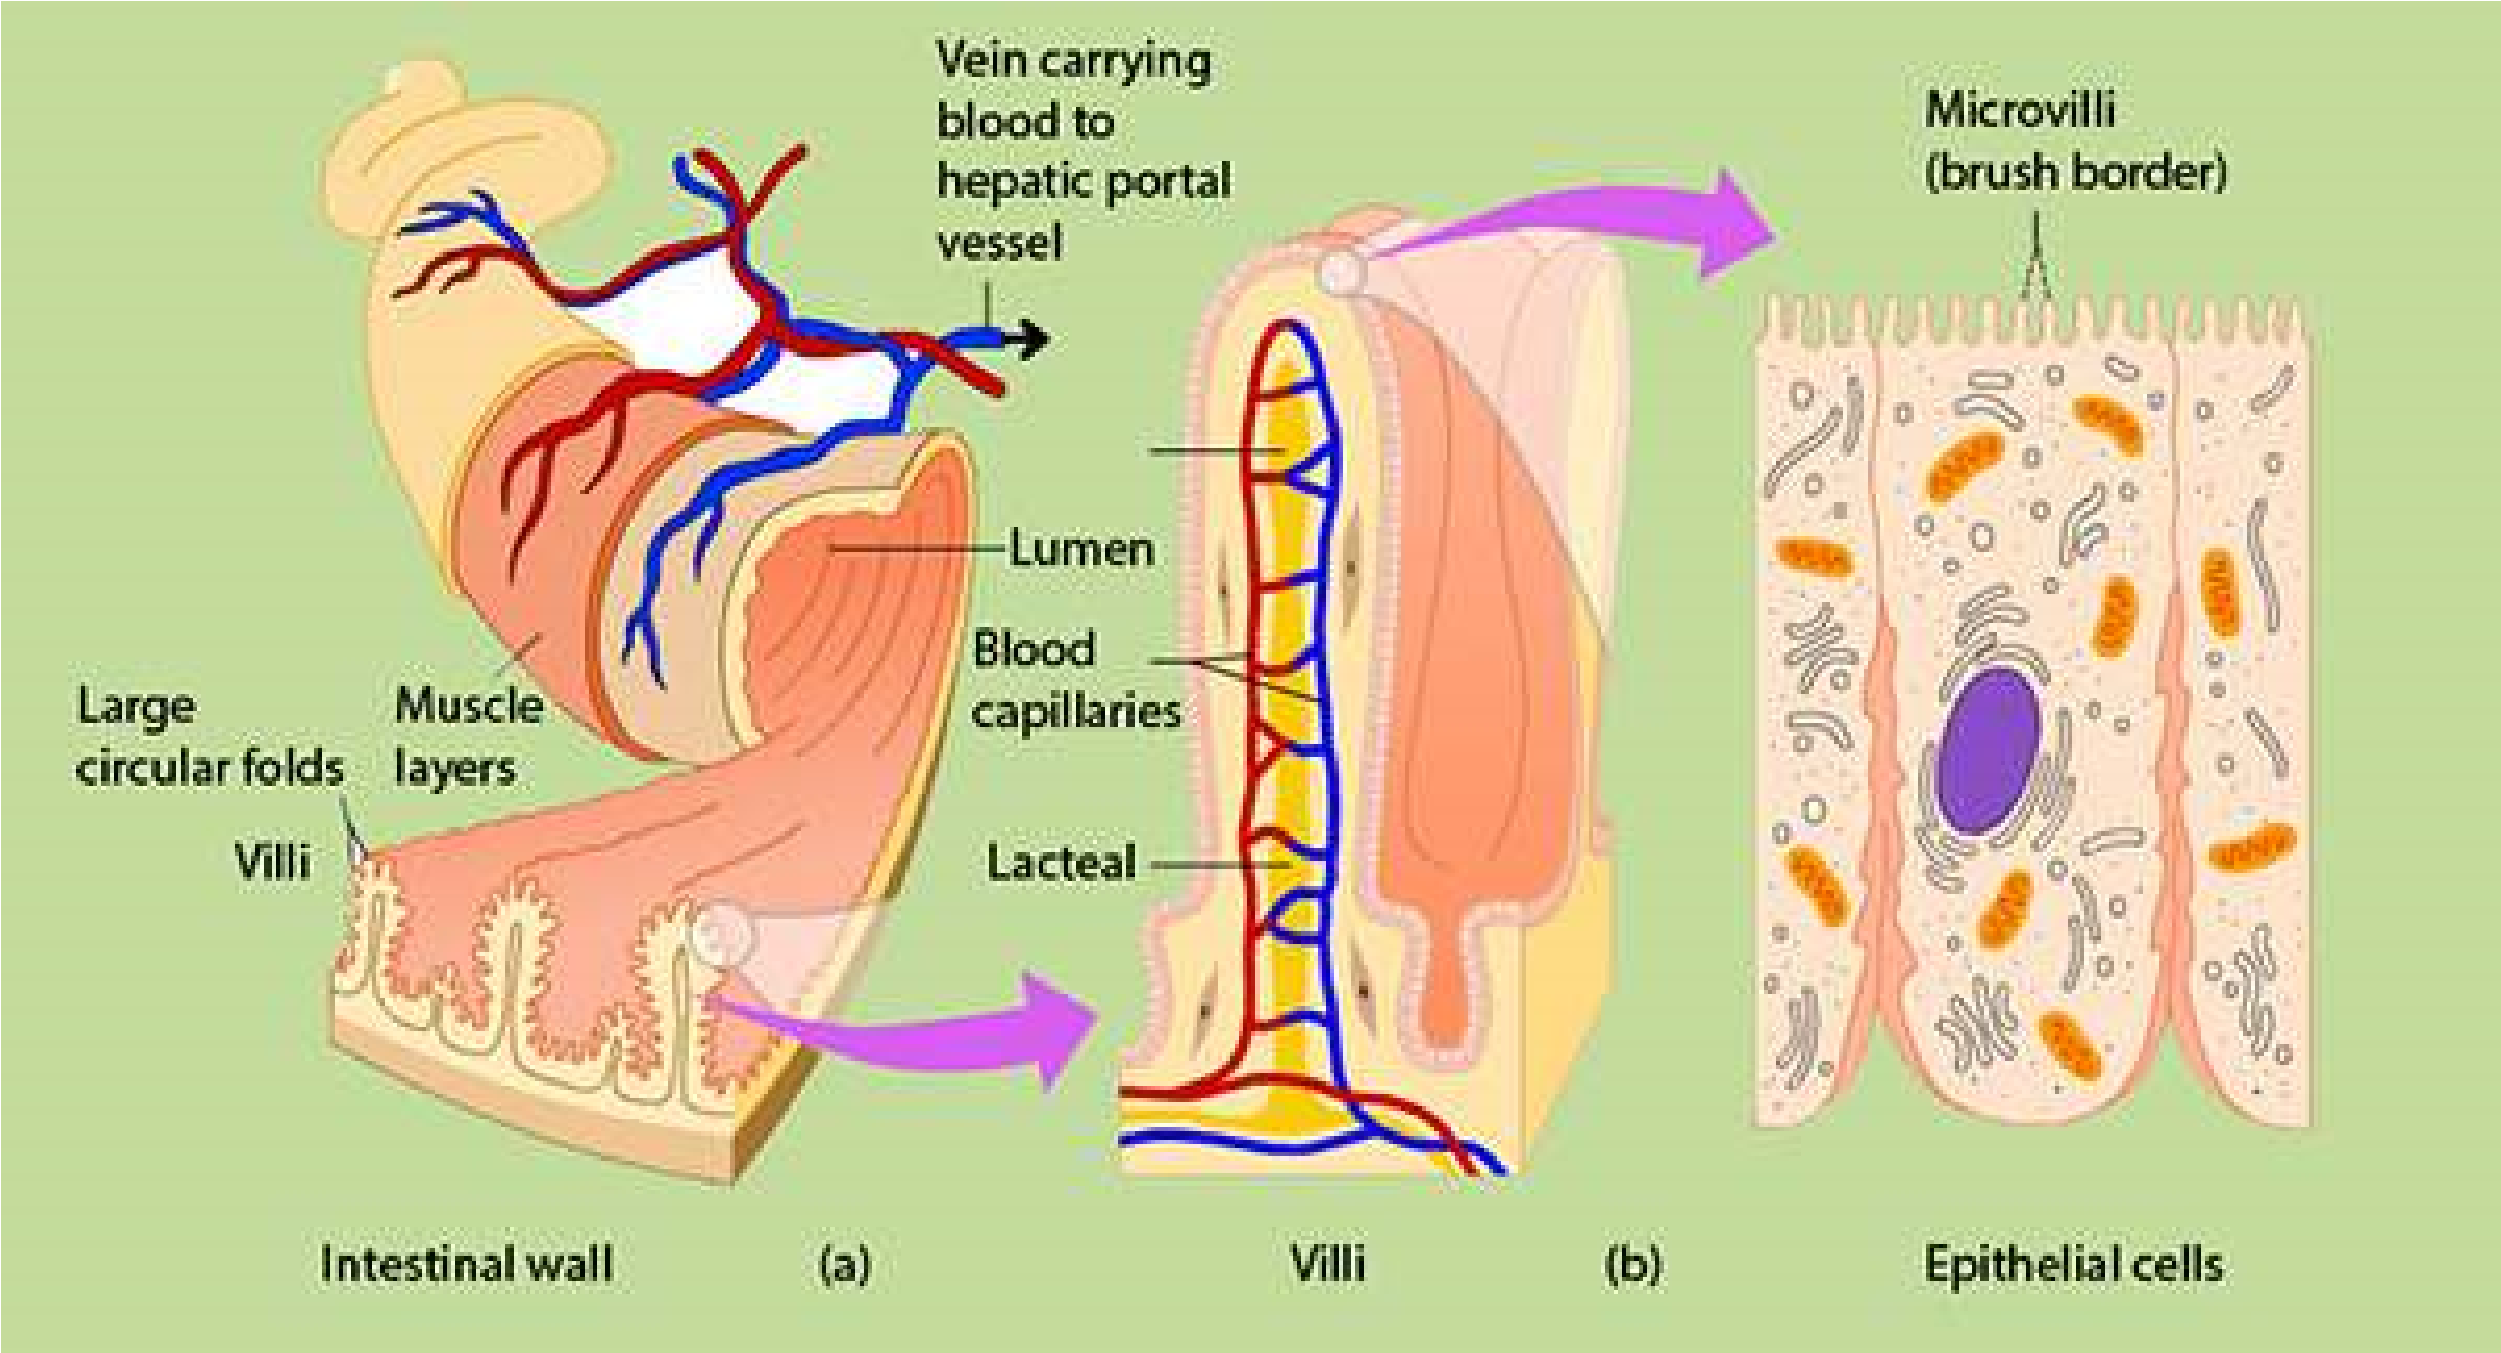 Vein carrying
blood to
hepatic portal
vessel
Microvilli
(brush border)
Lumen
Blood
capillaries
Large
circular folds
Muscle
layers
Villi
Lacteal
Intestinal wall
(a)
Villi
(b)
Epithelial cells